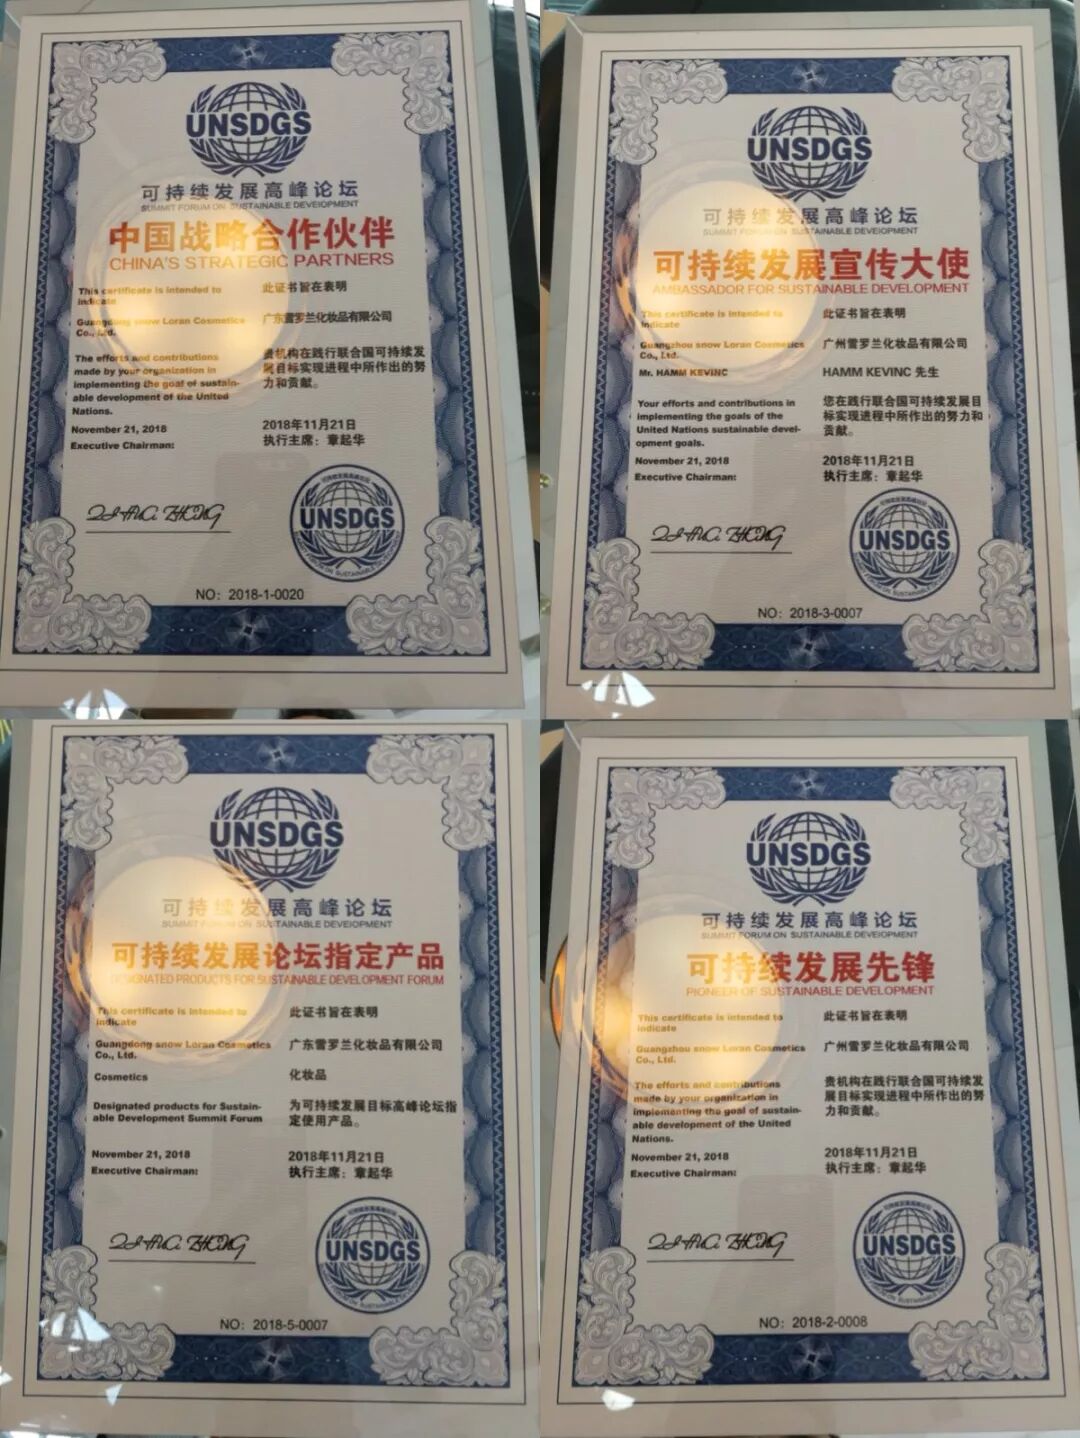 UNSDGS
可持续发展高峰论坛
SUMMIT FORUM ON SUSTAINABLE DEVEIOPMENT
中国战略合作伙伴
CHINA'S STRATEGIC PARTNERS
This certificate is intended to
indicate
此证书旨在表明
Guangdong snow Loran Cosmetics
Co., Ltd.
广东雪罗兰化妆品有限公司
The efforts and contributions
made by your organization in
implementing the goal of sustain-
able development of the United
Nations.
贵机构在践行联合国可持续发
展目标实现进程中所作出的努
力和贡献。
November 21, 2018
Executive Chairman:
2018年11月21日
执行主席：章起华
QI HUA ZHCING
UNSDGS
NO：2018-1-0020
UNSDGS
可持续发展高峰论坛
SUMMIT FORUM ON SUSTAINABLE DEVEIOPMENT
可持续发展宣传大使
AMBASSADOR FOR SUSTAINABLE DEVELOPMENT
This certificate is intended to
indicate
此证书旨在表明
Guangzhou snow Loran Cosmetics
Co., Ltd.
广州雪罗兰化妆品有限公司
Mr. HAMM KEVINC
HAMM KEVINC 先生
Your efforts and contributions in
implementing the goals of the
United Nations sustainable devel-
opment goals.
您在践行联合国可持续发展目
标实现进程中所作出的努力和
贡献。
November 21, 2018
Executive Chairman:
2018年11月21日
执行主席：章起华
UNSDGS
NO：2018-3-0007
UNSDGS
可持续发展高峰论坛
SUMMIT FORUM ON SUSTAINABLE DEVEIOPMENT
可持续发展论坛指定产品
DESIGNATED PRODUCTS FOR SUSTAINABLE DEVELOPMENT FORUM
This certificate is intended to
indicate
此证书旨在表明
Guangdong snow Loran Cosmetics
Co., Ltd.
广东雪罗兰化妆品有限公司
Cosmetics
化妆品
Designated products for Sustain-
able Development Summit Forum
为可持续发展目标高峰论坛指
定使用产品。
November 21, 2018
Executive Chairman:
2018年11月21日
执行主席：章起华
UNSDGS
NO：2018-5-0007
UNSDGS
可持续发展高峰论坛
SUMMIT FORUM ON SUSTAINABLE DEVEIOPMENT
可持续发展先锋
PIONEER OF SUSTAINABLE DEVELOPMENT
This certificate is intended to
indicate
此证书旨在表明
Guangzhou snow Loran Cosmetics
Co., Ltd.
广州雪罗兰化妆品有限公司
The efforts and contributions
made by your organization in
implementing the goal of sustain-
able development of the United
Nations.
贵机构在践行联合国可持续发
展目标实现进程中所作出的努
力和贡献。
November 21, 2018
Executive Chairman:
2018年11月21日
执行主席：章起华
UNSDGS
NO：2018-2-0008